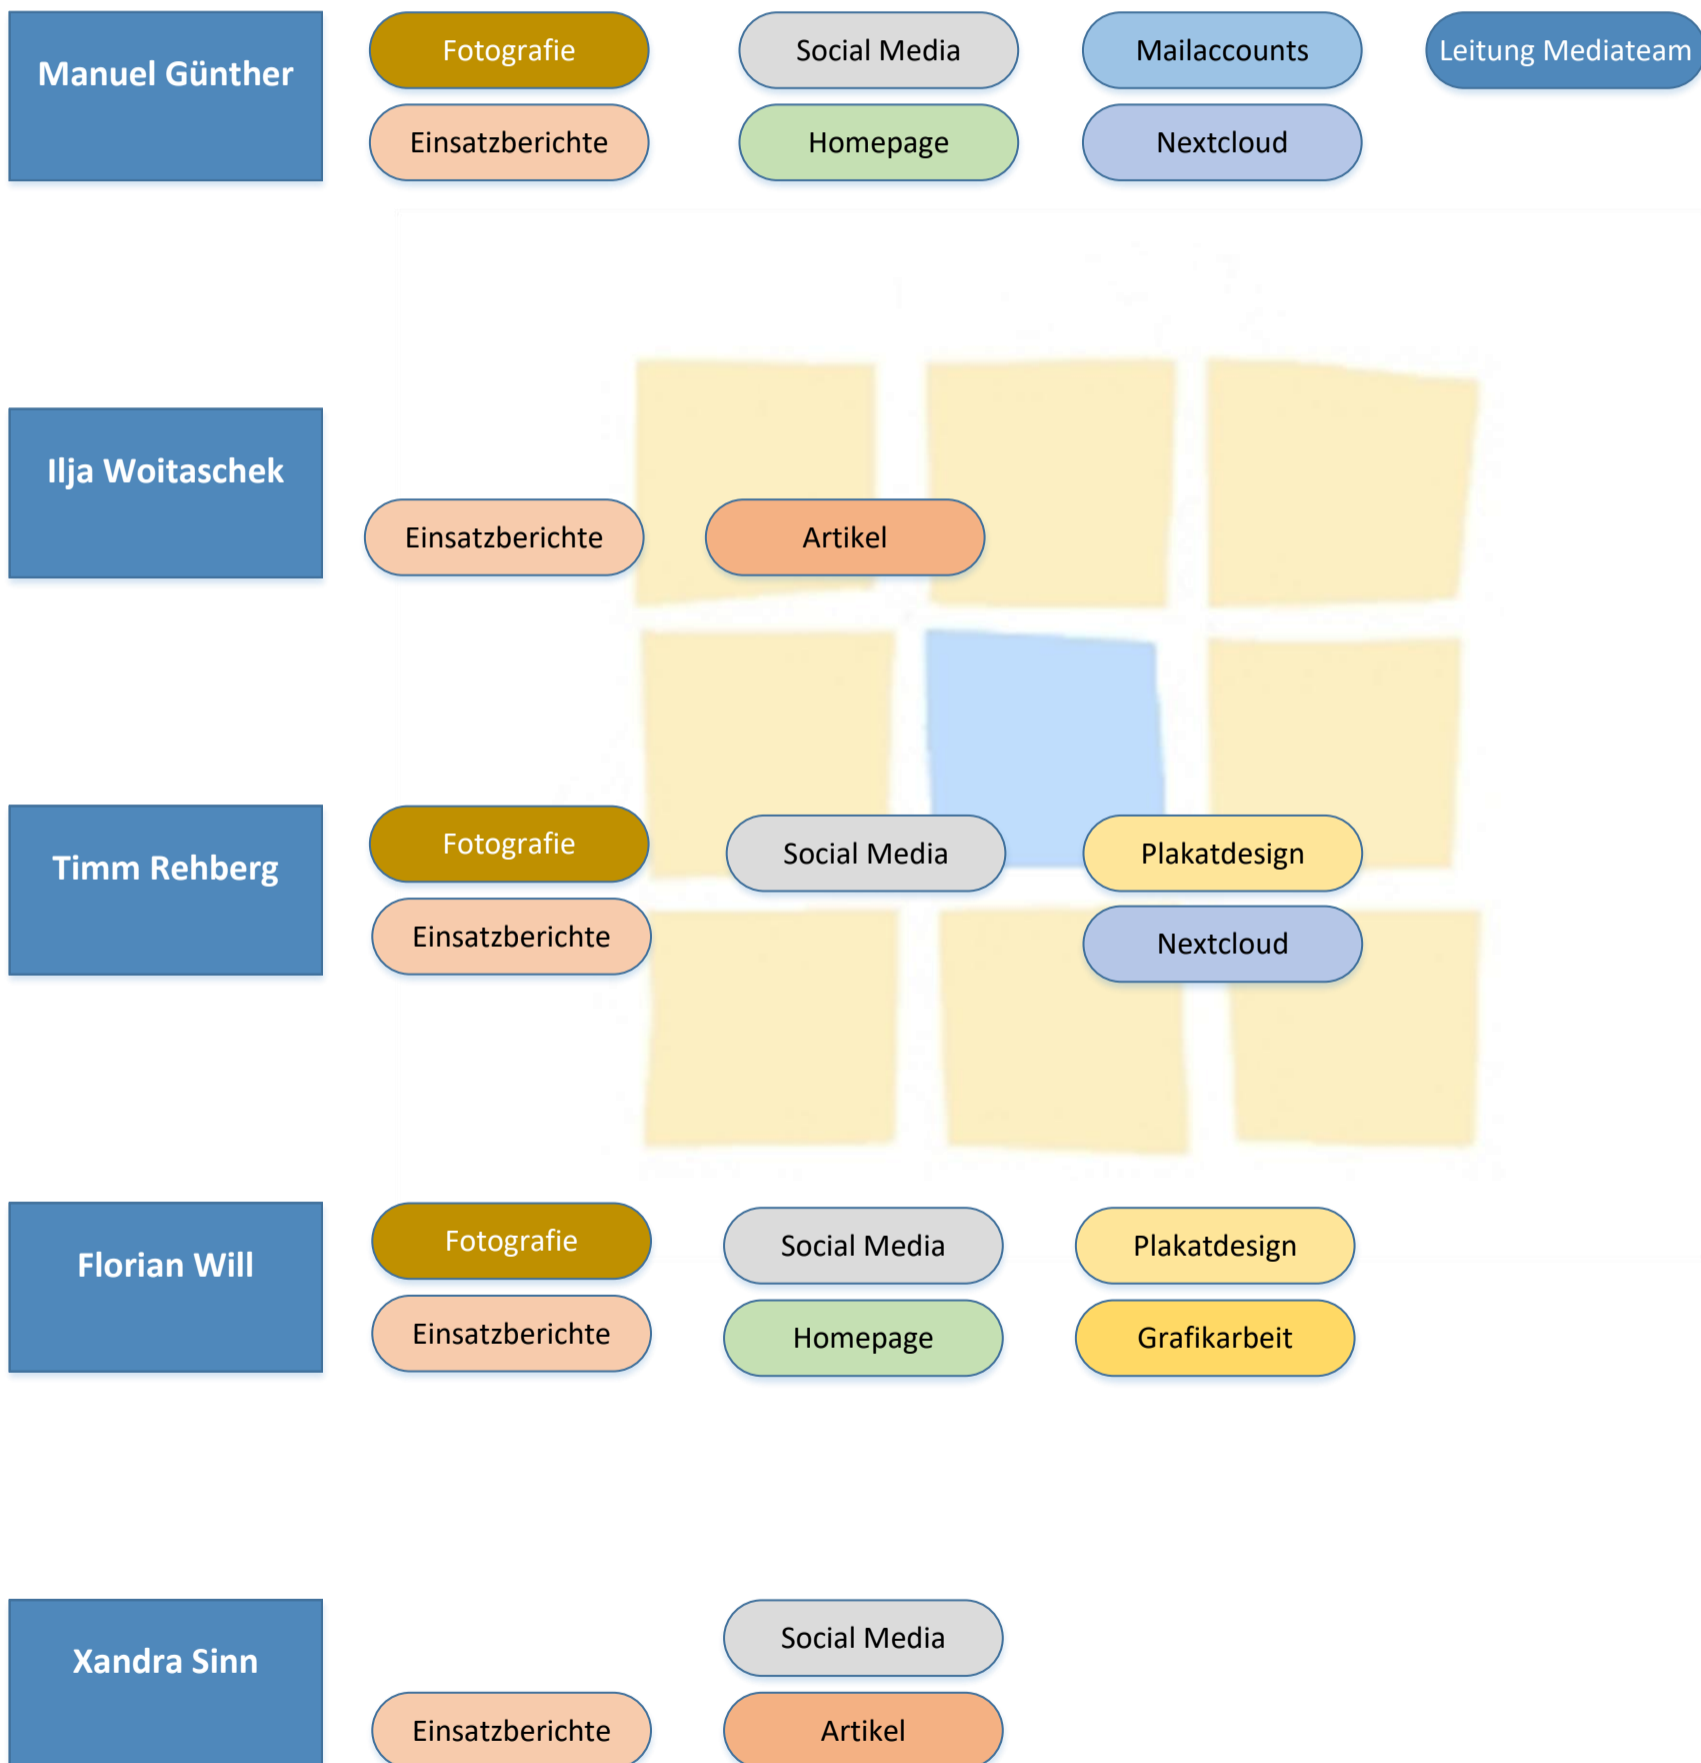 Manuel Günther
Fotografie
Social Media
Mailaccounts
Leitung Mediateam
Einsatzberichte
Homepage
Nextcloud
Ilja Woitaschek
Einsatzberichte
Artikel
Timm Rehberg
Fotografie
Social Media
Plakatdesign
Einsatzberichte
Nextcloud
Florian Will
Fotografie
Social Media
Plakatdesign
Einsatzberichte
Homepage
Grafikarbeit
Xandra Sinn
Social Media
Einsatzberichte
Artikel